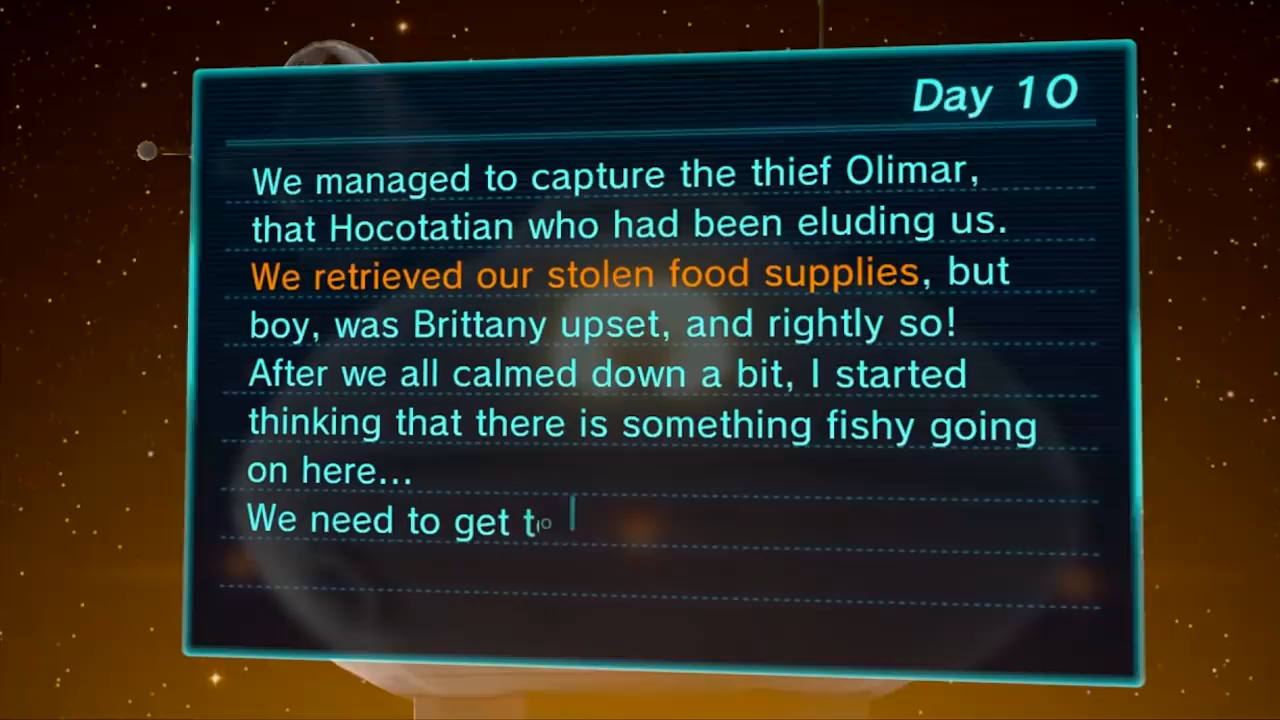 Day 10
We managed to capture the thief Olimar,
that Hocotatian who had been eluding us.
We retrieved our stolen food supplies, but
boy, was Brittany upset, and rightly so!
After we all calmed down a bit, I started
thinking that there is something fishy going
on here...
We need to get to